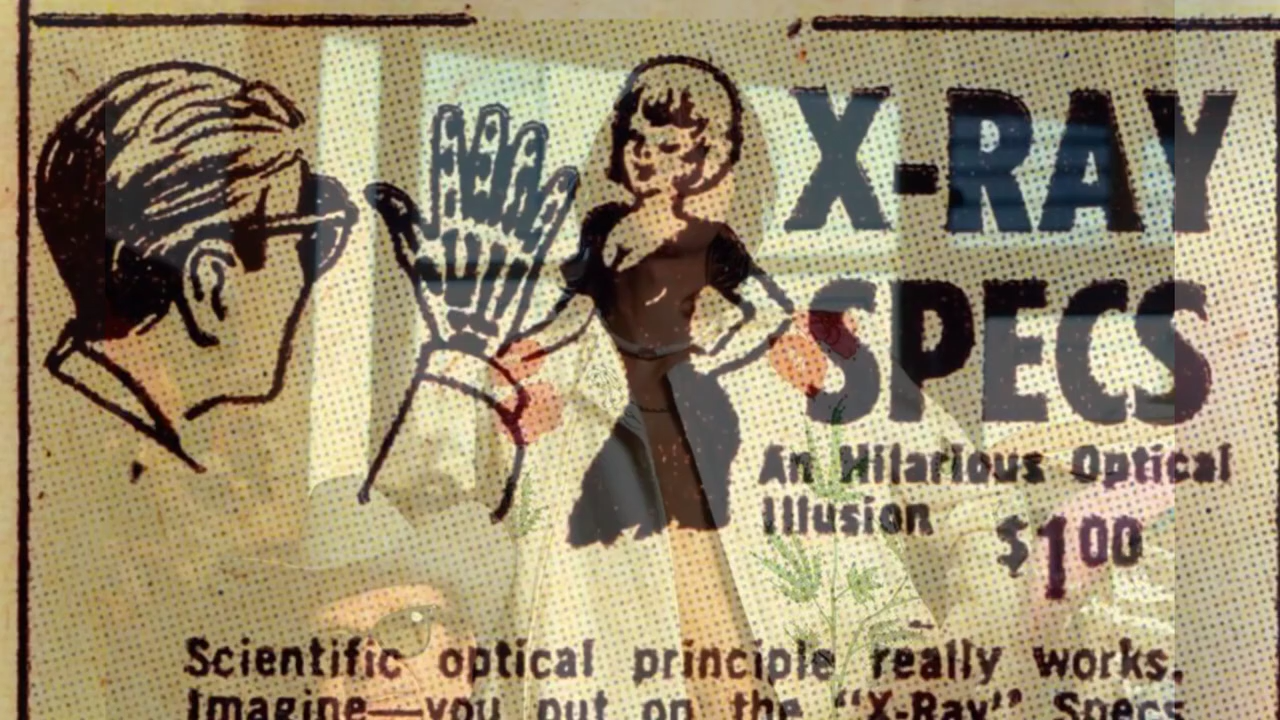 X-RAY
SPECS
An Hilarious Optical
Illusion
$1.00
Scientific optical principle really works.
Imagine—you put on the "X-Ray" Specs